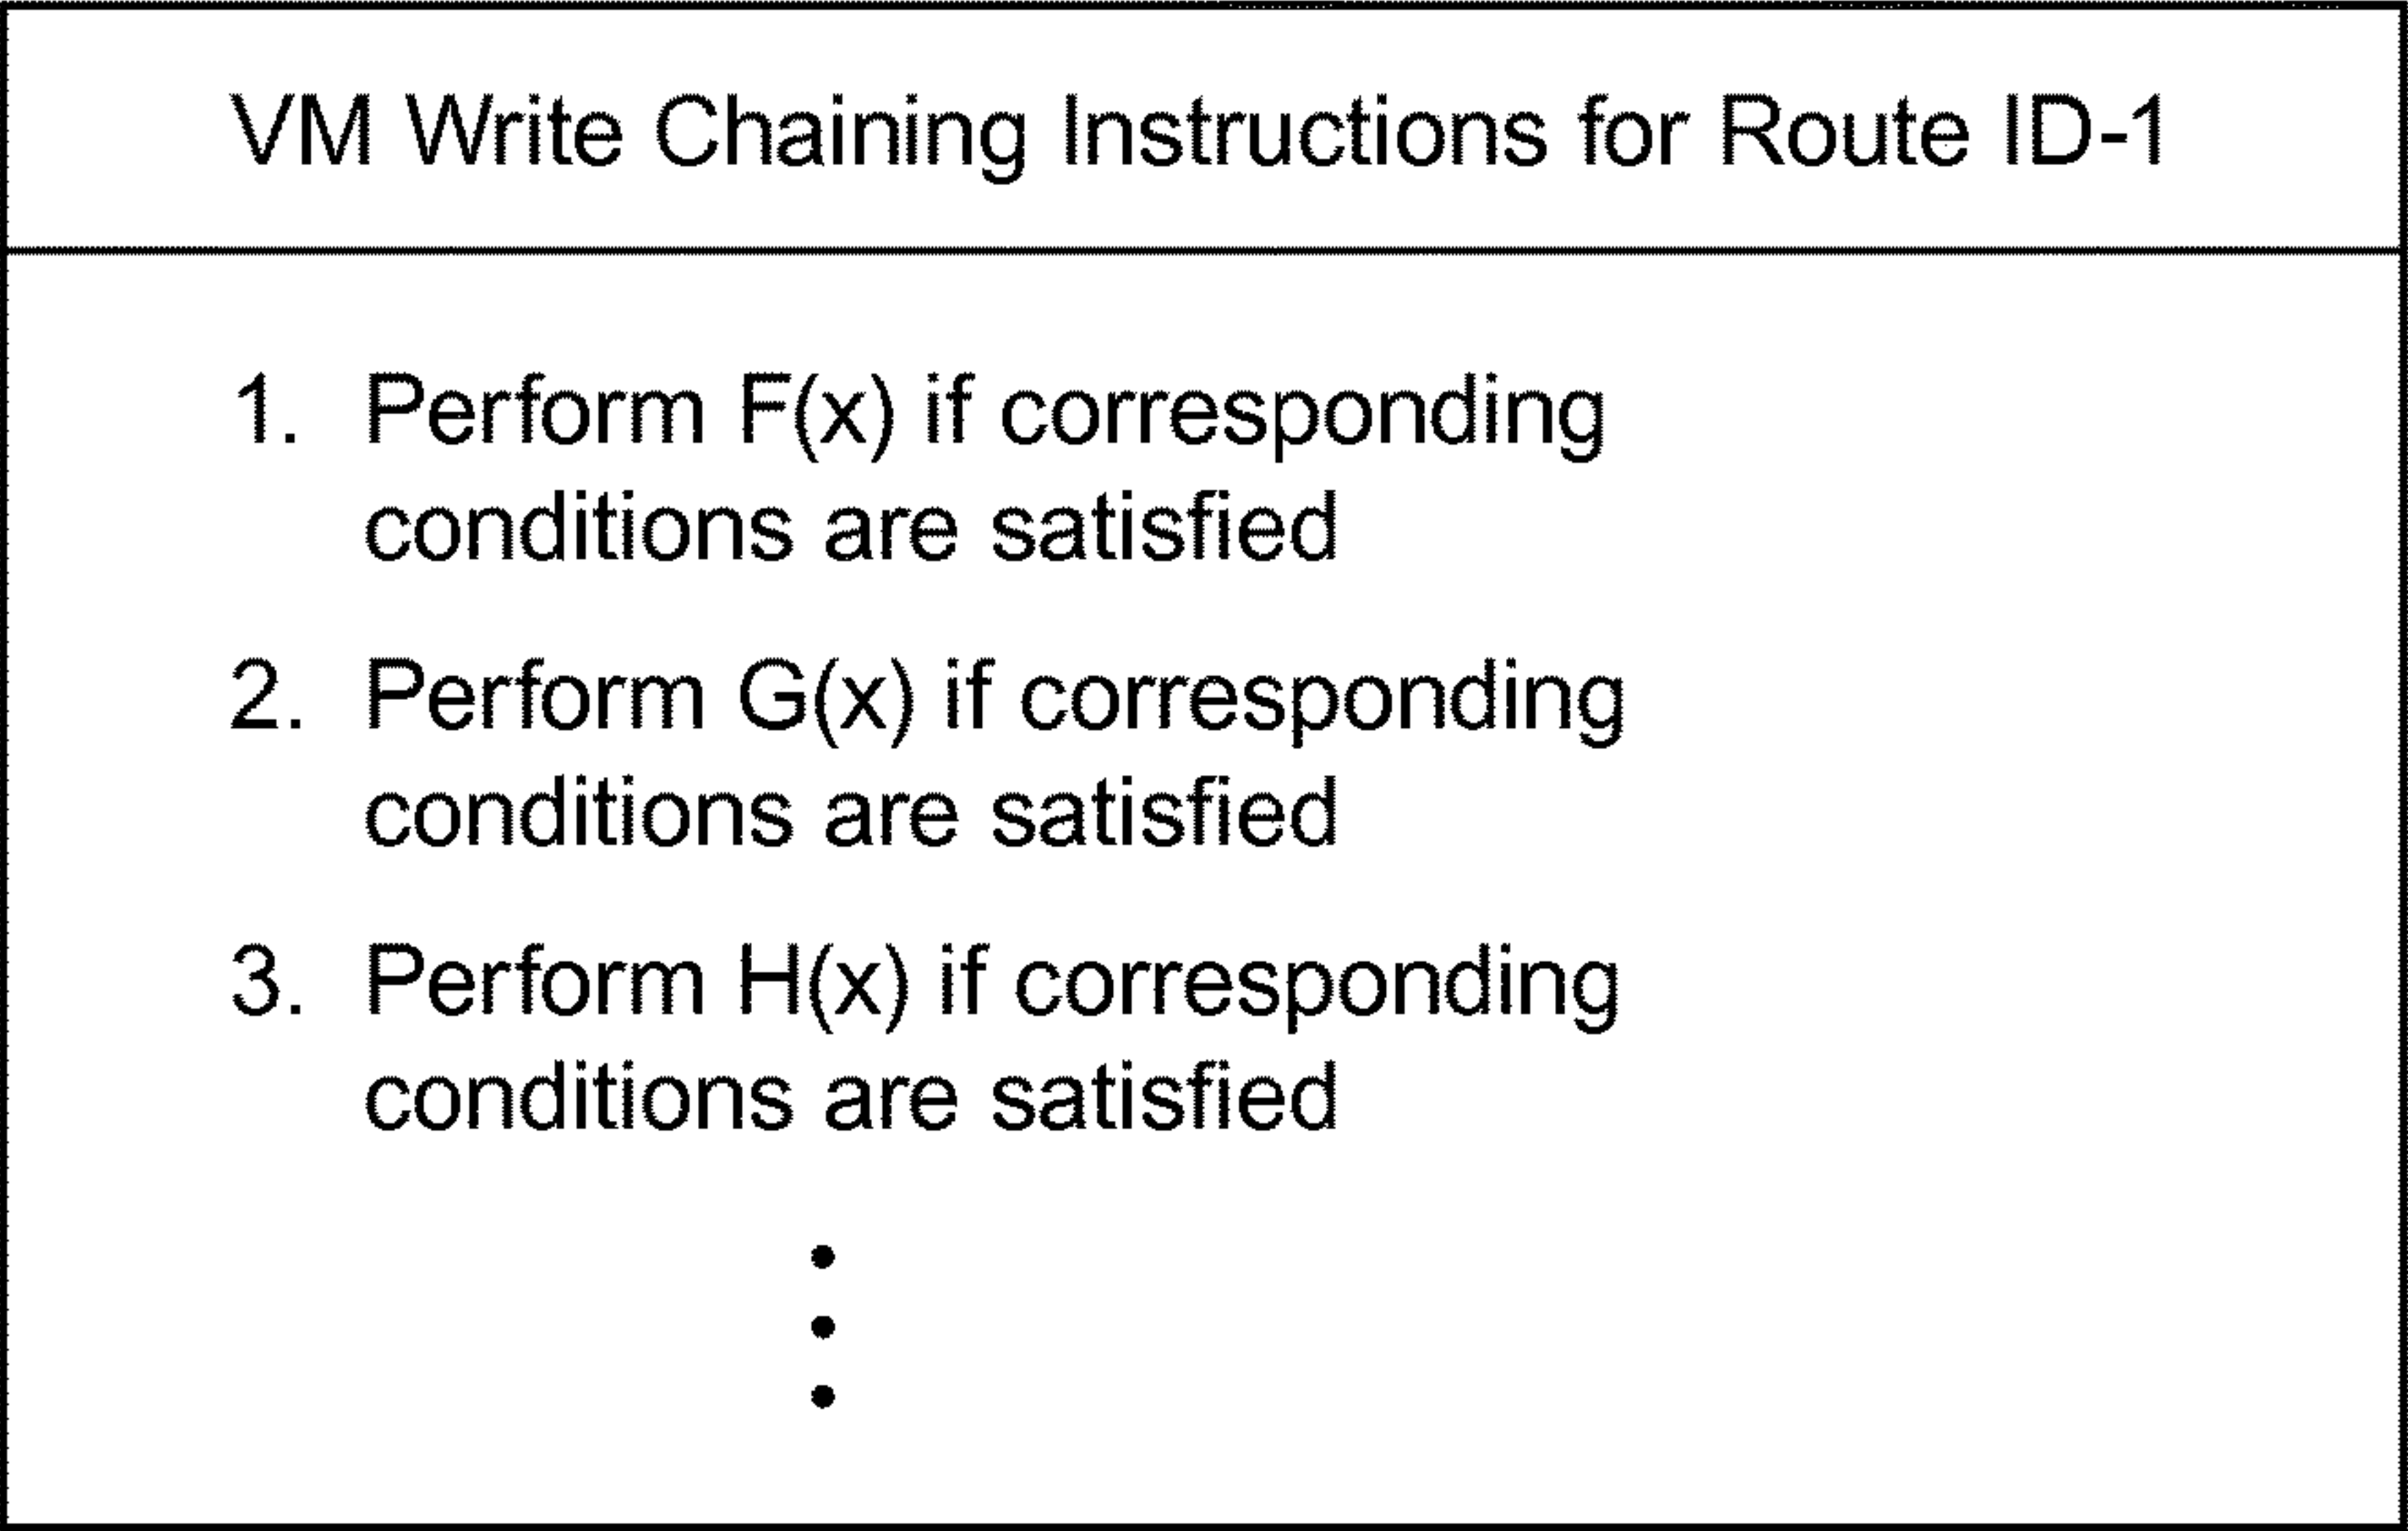 VM Write Chaining Instructions for Route ID-1
1. Perform F(x) if corresponding
conditions are satisfied
2. Perform G(x) if corresponding
conditions are satisfied
3. Perform H(x) if corresponding
conditions are satisfied